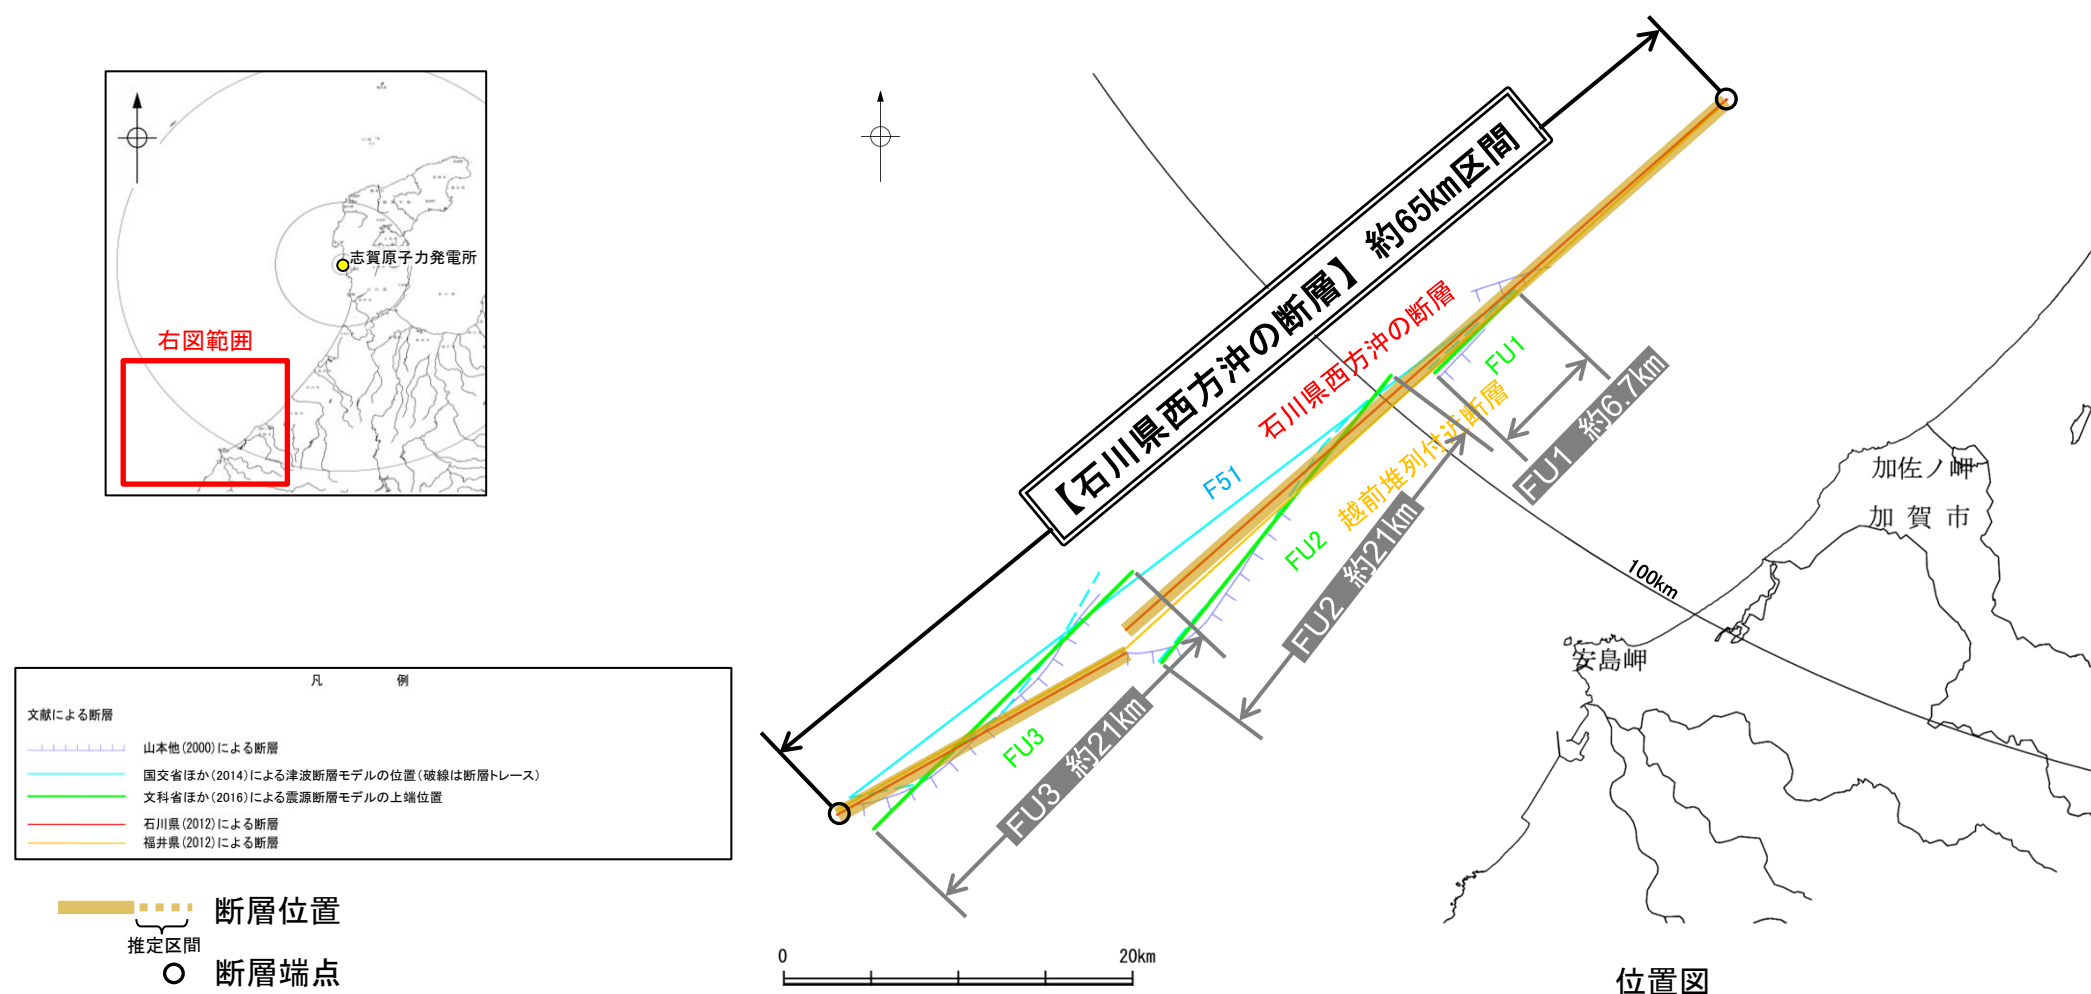 志賀原子力発電所
右図範囲
凡 例
文献による断層
山本他(2000)による断層
国交省ほか(2014)による津波断層モデルの位置(破線は断層トレース)
文科省ほか(2016)による震源断層モデルの上端位置
石川県(2012)による断層
福井県(2012)による断層
断層位置
推定区間
断層端点
【石川県西方沖の断層】 約65km区間
石川県西方沖の断層
FU1
FU1 約6.7km
F51
越前堆列付近断層
FU2
FU2 約21km
FU3
FU3 約21km
100km
加佐ノ岬
加賀市
安島岬
0 20km
位置図